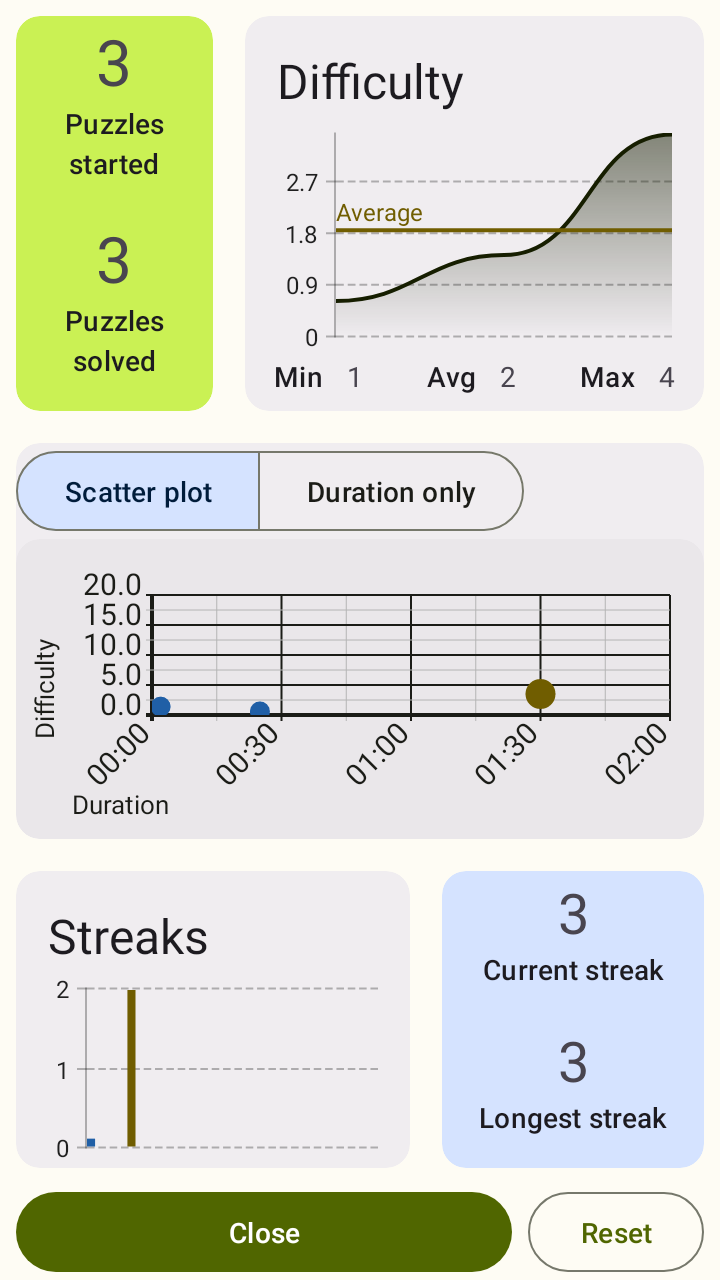 3
Puzzles
started
3
Puzzles
solved
Difficulty
2.7
Average
1.8
0.9
0
Min 1 Avg 2 Max 4
Scatter plot Duration only
Difficulty
20.0
15.0
10.0
5.0
0.0
00:00 00:30 01:00 01:30 02:00
Duration
Streaks
2
1
0
3
Current streak
3
Longest streak
Close Reset